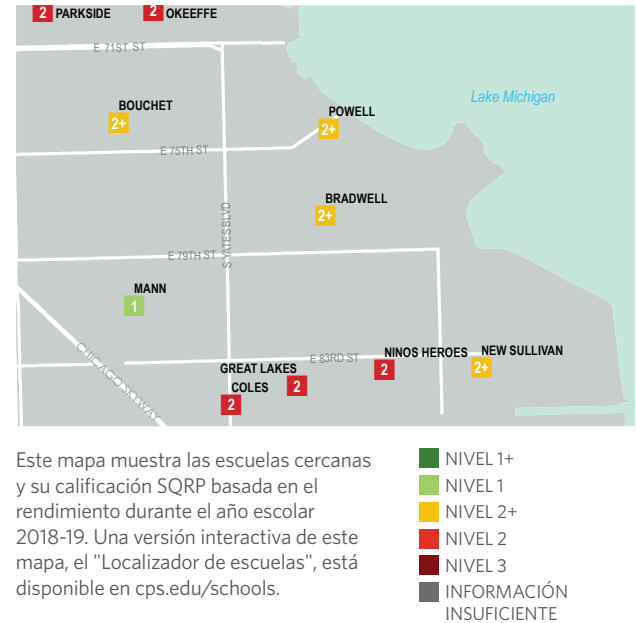 2 PARKSIDE
2 OKEEFFE
E 71ST ST
Lake Michigan
BOUCHET
2+
POWELL
2+
E 75TH ST
BRADWELL
2+
S YATES BLVD
E 79TH ST
MANN
1
CHICAGO SKYWAY
E 83RD ST
NINOS HEROES
2
NEW SULLIVAN
2+
GREAT LAKES
2
COLES
2
Este mapa muestra las escuelas cercanas
y su calificación SQRP basada en el
rendimiento durante el año escolar
2018-19. Una versión interactiva de este
mapa, el "Localizador de escuelas", está
disponible en cps.edu/schools.
NIVEL 1+
NIVEL 1
NIVEL 2+
NIVEL 2
NIVEL 3
INFORMACIÓN
INSUFICIENTE